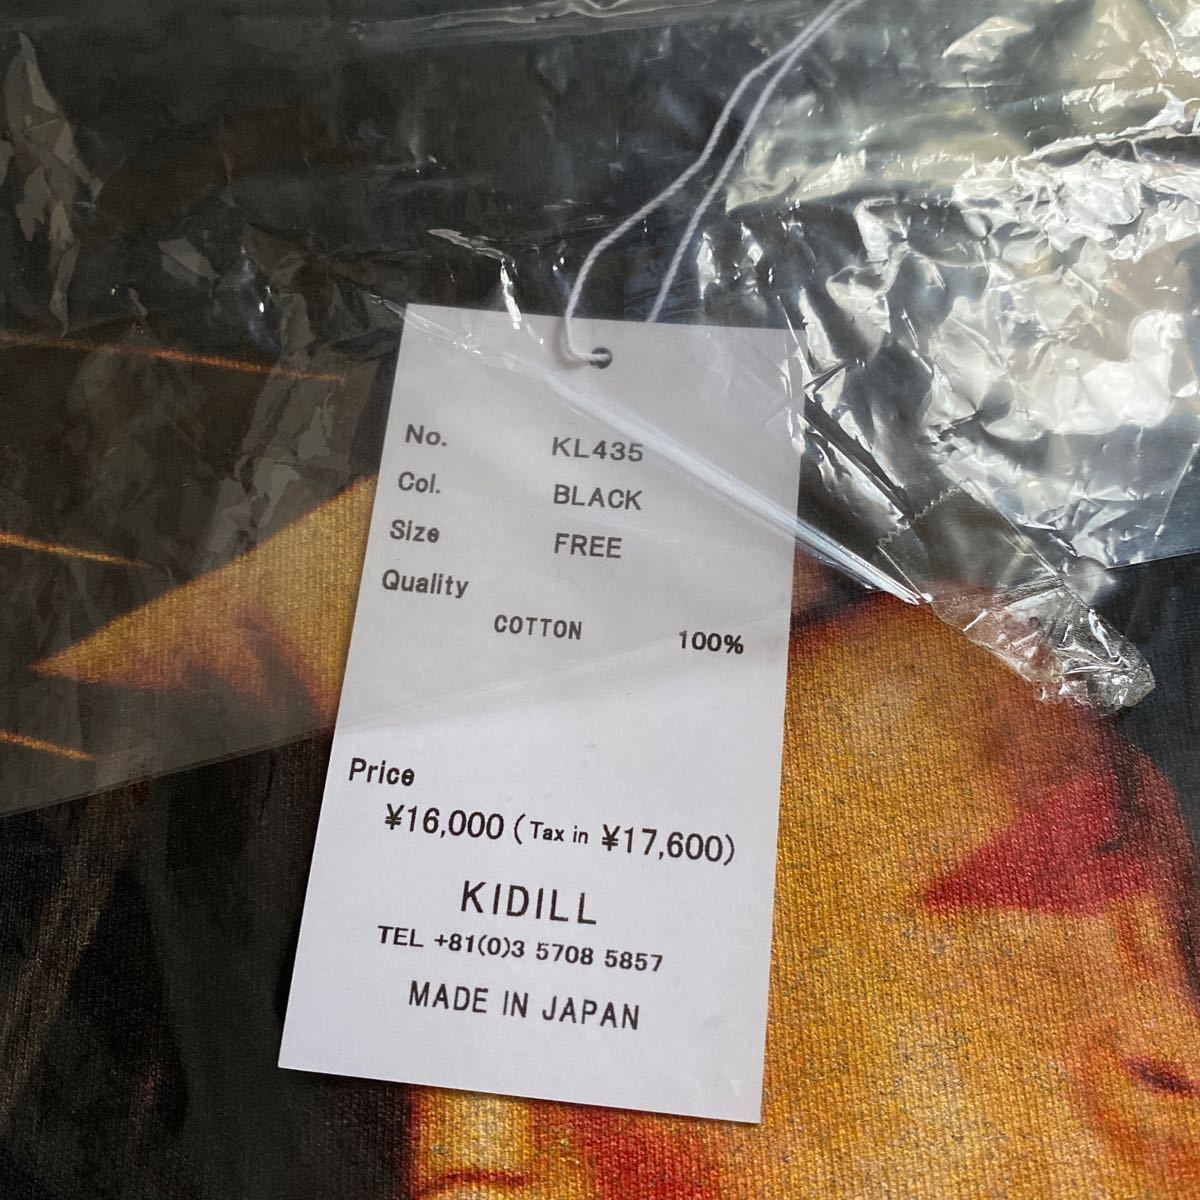 No. KL435
Col. BLACK
Size FREE
Quality
COTTON 100%
Price
¥16,000 (Tax in ¥17,600)
KIDILL
TEL +81(0)3 5708 5857
MADE IN JAPAN